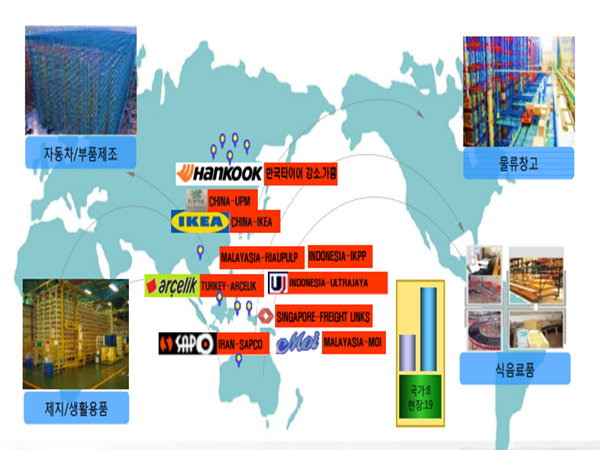 자동차/부품제조
물류창고
HANKOOK 한국타이어 강소,가흥
UPM CHINA-UPM
IKEA CHINA-IKEA
MALAYASIA-RIAUPULP INDONESIA-IKPP
arçelik TURKEY-ARCELIK UJ INDONESIA-ULTRAJAYA
SINGAPORE-FREIGHT LINKS
SAPCO IRAN-SAPCO Moi MALAYASIA-MOI
제지/생활용품
국가:8
현장:19
식음료품